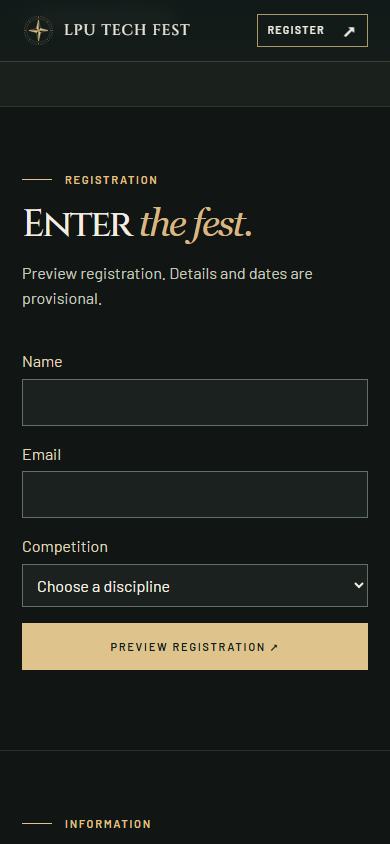 LPU TECH FEST
REGISTER ↗
REGISTRATION
ENTER the fest.
Preview registration. Details and dates are
provisional.
Name
Email
Competition
Choose a discipline
PREVIEW REGISTRATION ↗
INFORMATION